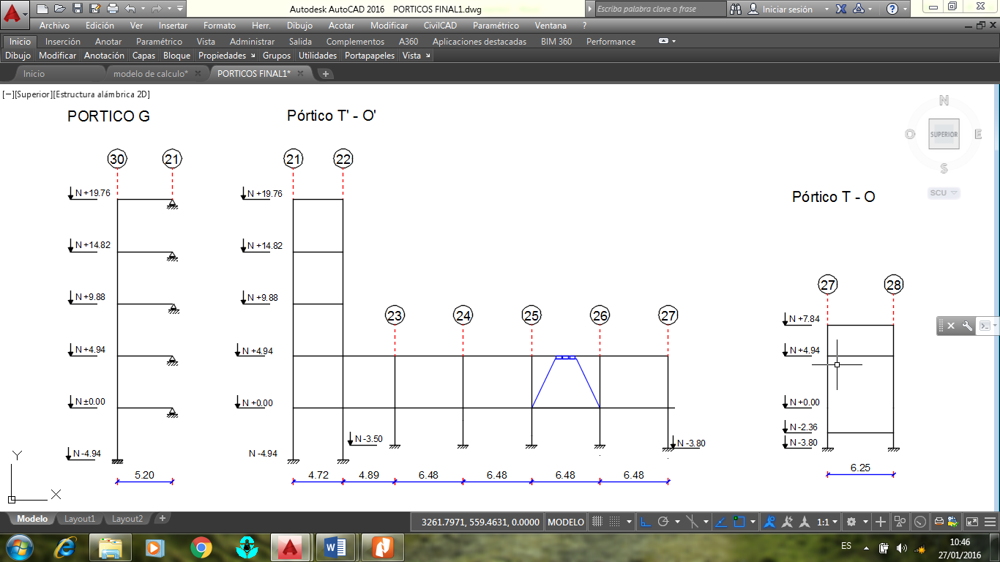 Autodesk AutoCAD 2016 PORTICOS FINAL1.dwg
Escriba palabra clave o frase
Iniciar sesión
Archivo Edición Ver Insertar Formato Herr. Dibujo Acotar Modificar CivilCAD Paramétrico Ventana ?
Inicio Inserción Anotar Paramétrico Vista Administrar Salida Complementos A360 Aplicaciones destacadas BIM 360 Performance
Dibujo Modificar Anotación Capas Bloque Propiedades Grupos Utilidades Portapapeles Vista
Inicio modelo de calculo* PORTICOS FINAL1*
[−][Superior][Estructura alámbrica 2D]
PORTICO G
30 21
N +19.76
N +14.82
N +9.88
N +4.94
N ±0.00
N -4.94
5.20
Pórtico T' - O'
21 22
N +19.76
N +14.82
N +9.88
23 24 25 26 27
N +4.94
N +0.00
N -3.50
N -3.80
N -4.94
4.72 4.89 6.48 6.48 6.48 6.48
Pórtico T - O
27 28
N +7.84
N +4.94
N +0.00
N -2.36
N -3.80
6.25
N
O SUPERIOR E
S
SCU
Y
X
Modelo Layout1 Layout2
3261.7971, 559.4631, 0.0000 MODELO 1:1
ES
10:46
27/01/2016